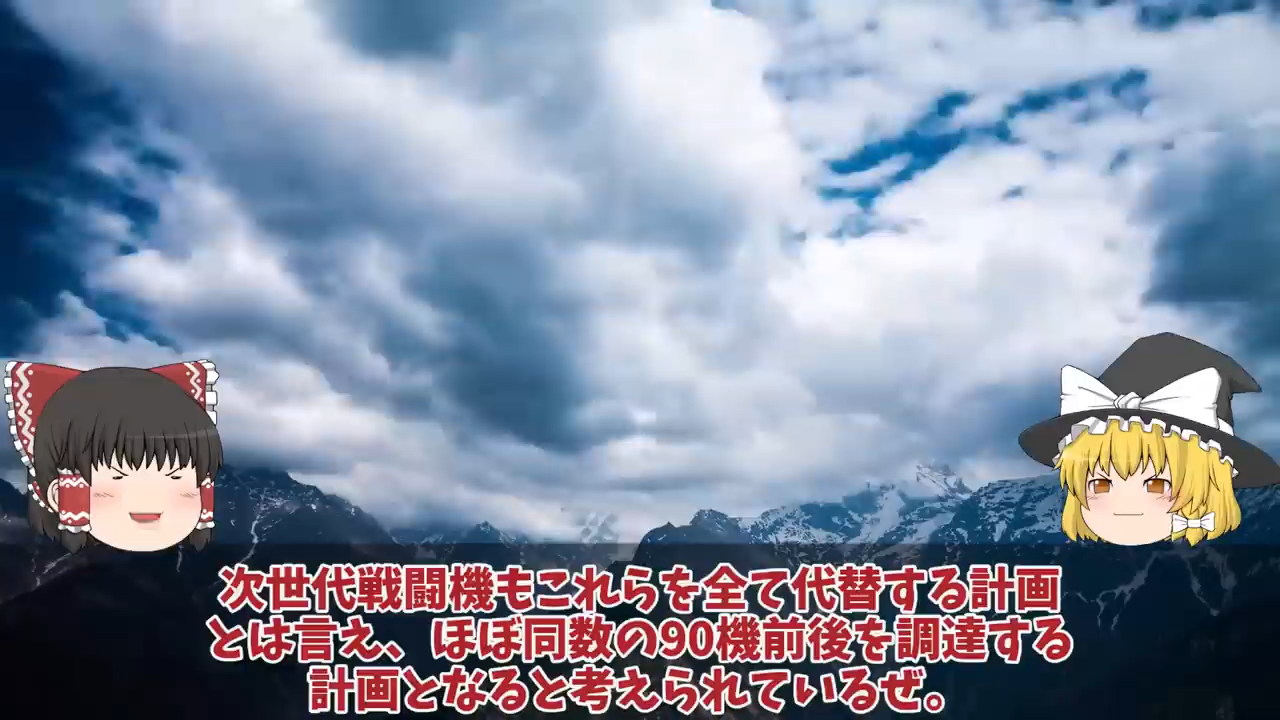 次世代戦闘機もこれらを全て代替する計画
とは言え、ほぼ同数の90機前後を調達する
計画となると考えられているぜ。